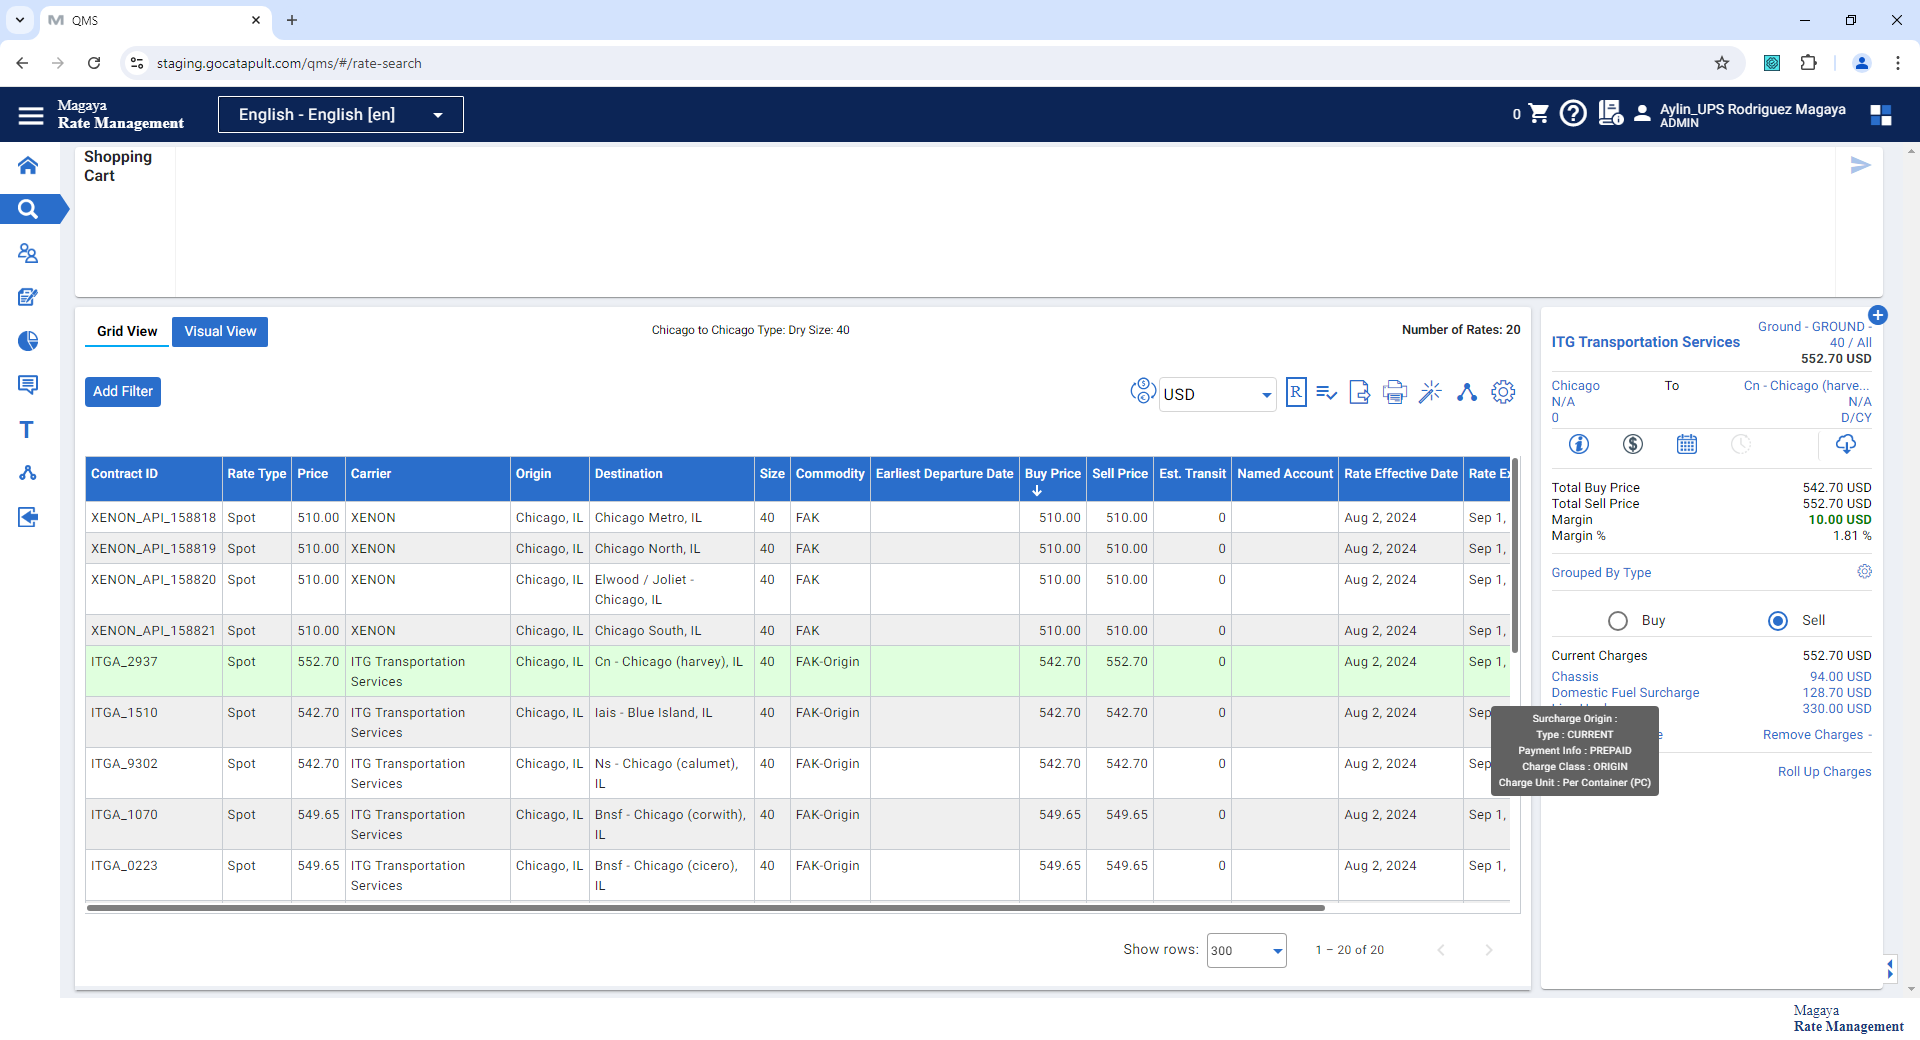 QMS
staging.gocatapult.com/qms/#/rate-search
Magaya
Rate Management
English - English [en]
0
Aylin_UPS Rodriguez Magaya
ADMIN
Shopping
Cart
Grid View
Visual View
Chicago to Chicago Type: Dry Size: 40
Number of Rates: 20
Add Filter
USD
R
Contract ID Rate Type Price Carrier Origin Destination Size Commodity Earliest Departure Date Buy Price Sell Price Est. Transit Named Account Rate Effective Date Rate
XENON_API_158818 Spot 510.00 XENON Chicago, IL Chicago Metro, IL 40 FAK 510.00 510.00 0 Aug 2, 2024 Sep 1,
XENON_API_158819 Spot 510.00 XENON Chicago, IL Chicago North, IL 40 FAK 510.00 510.00 0 Aug 2, 2024 Sep 1,
XENON_API_158820 Spot 510.00 XENON Chicago, IL Elwood / Joliet - 40 FAK 510.00 510.00 0 Aug 2, 2024 Sep 1,
Chicago, IL
XENON_API_158821 Spot 510.00 XENON Chicago, IL Chicago South, IL 40 FAK 510.00 510.00 0 Aug 2, 2024 Sep 1,
ITGA_2937 Spot 552.70 ITG Transportation Chicago, IL Cn - Chicago (harvey), IL 40 FAK-Origin 542.70 552.70 0 Aug 2, 2024 Sep 1,
Services
ITGA_1510 Spot 542.70 ITG Transportation Chicago, IL Iais - Blue Island, IL 40 FAK-Origin 542.70 542.70 0 Aug 2, 2024 Sep
Services
ITGA_9302 Spot 542.70 ITG Transportation Chicago, IL Ns - Chicago (calumet), 40 FAK-Origin 542.70 542.70 0 Aug 2, 2024 Sep
Services IL
ITGA_1070 Spot 549.65 ITG Transportation Chicago, IL Bnsf - Chicago (corwith), 40 FAK-Origin 549.65 549.65 0 Aug 2, 2024 Sep 1,
Services IL
ITGA_0223 Spot 549.65 ITG Transportation Chicago, IL Bnsf - Chicago (cicero), 40 FAK-Origin 549.65 549.65 0 Aug 2, 2024 Sep 1,
Services IL
Show rows: 300 1 – 20 of 20
ITG Transportation Services
Ground - GROUND -
40 / All
552.70 USD
Chicago To Cn - Chicago (harve...
N/A N/A
0 D/CY
Total Buy Price 542.70 USD
Total Sell Price 552.70 USD
Margin 10.00 USD
Margin % 1.81 %
Grouped By Type
Buy Sell
Current Charges 552.70 USD
Chassis 94.00 USD
Domestic Fuel Surcharge 128.70 USD
330.00 USD
Surcharge Origin :
Type : CURRENT
Payment Info : PREPAID
Charge Class : ORIGIN
Charge Unit : Per Container (PC)
Remove Charges -
Roll Up Charges
Magaya
Rate Management